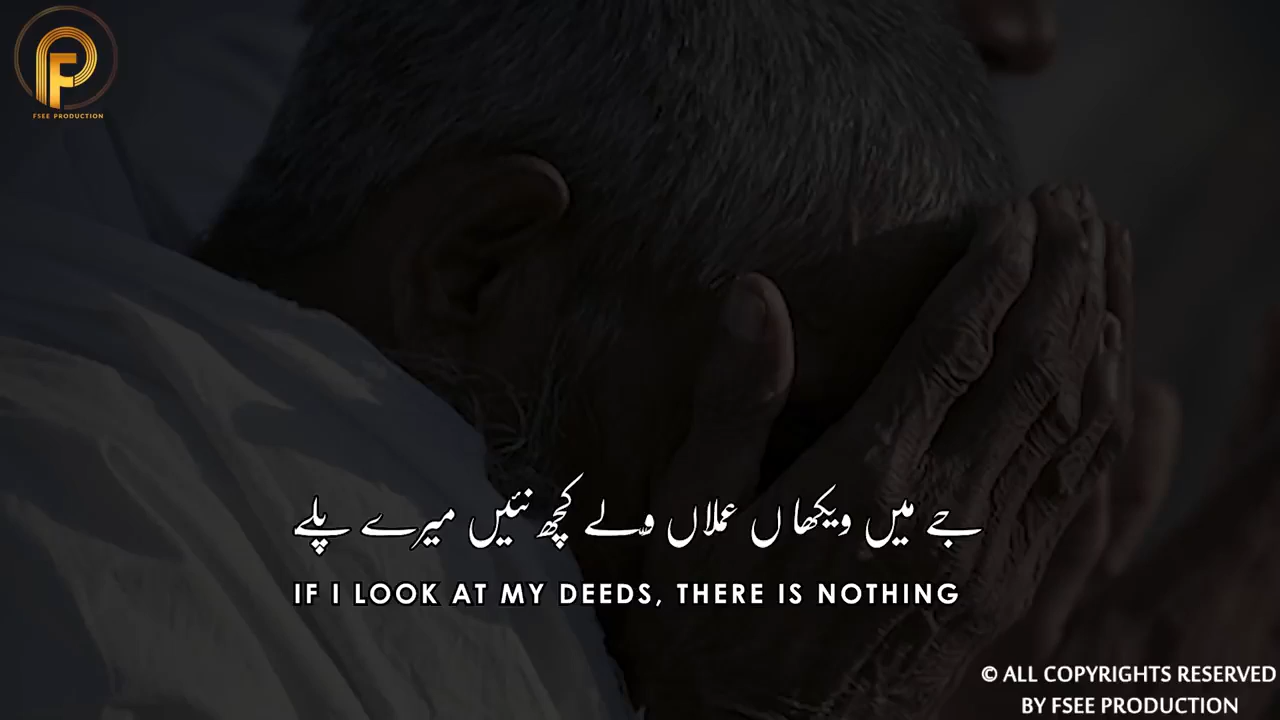 FSEE PRODUCTION
جے میں ویکھاں عملاں ولے کچھ نئیں میرے پلے
IF I LOOK AT MY DEEDS, THERE IS NOTHING
© ALL COPYRIGHTS RESERVED
BY FSEE PRODUCTION